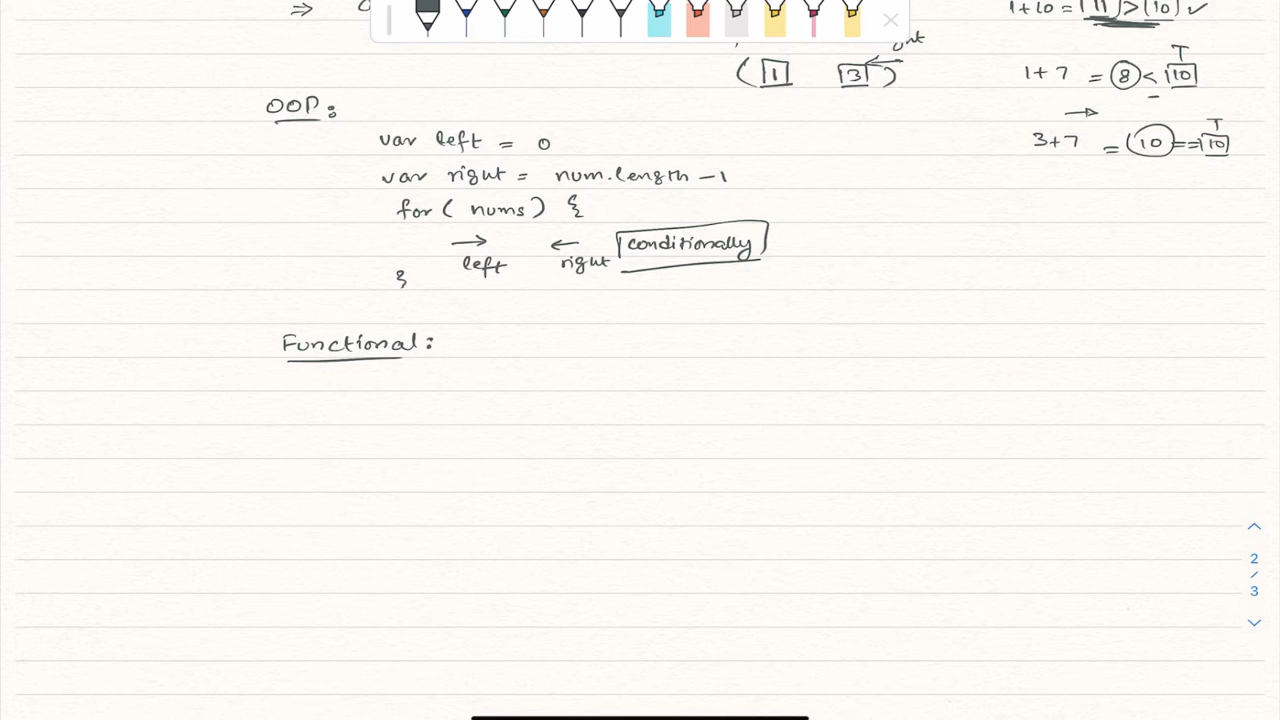 ⇒
1+10 = (11) > (10) ✓
( 1 3 )
1+7 = 8 < 10
T
OOP:
3+7 = 10 == 10
T
var left = 0
var right = num.length -1
for ( nums ) {
→ ← conditionally
left right
}
Functional:
2
/
3